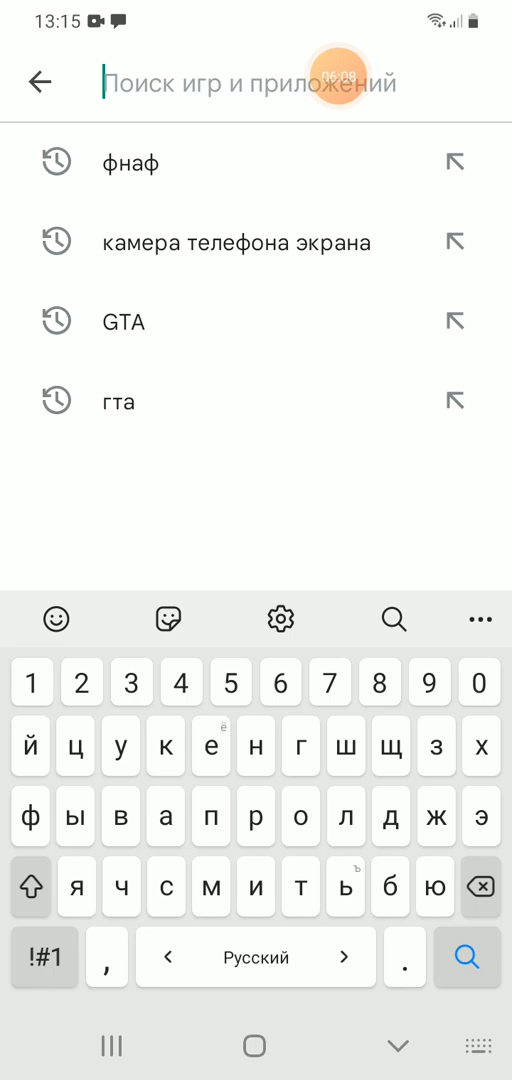 13:15
Поиск игр и приложений
06:08
фнаф
камера телефона экрана
GTA
гта
1 2 3 4 5 6 7 8 9 0
ё
й ц у к е н г ш щ з х
ф ы в а п р о л д ж э
ъ
я ч с м и т ь б ю
!#1 , < Русский > .